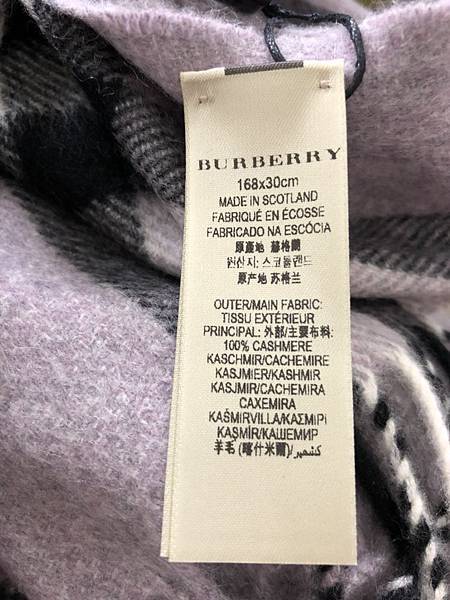 BURBERRY
168x30cm
MADE IN SCOTLAND
FABRIQUÉ EN ÉCOSSE
FABRICADO NA ESCÓCIA
原產地 蘇格蘭
원산지: 스코틀랜드
原产地 苏格兰
OUTER/MAIN FABRIC:
TISSU EXTÉRIEUR
PRINCIPAL: 外部/主要布料:
100% CASHMERE
KASCHMIR/CACHEMIRE
KASJMIER/KASHMIR
KASJMIR/CACHEMIRA
CAXEMIRA
KAŠMIRVILLA/ΚΑΣΜΙΡΙ
KAŞMİR/КАШЕМИР
羊毛 (喀什米爾)/كشمير